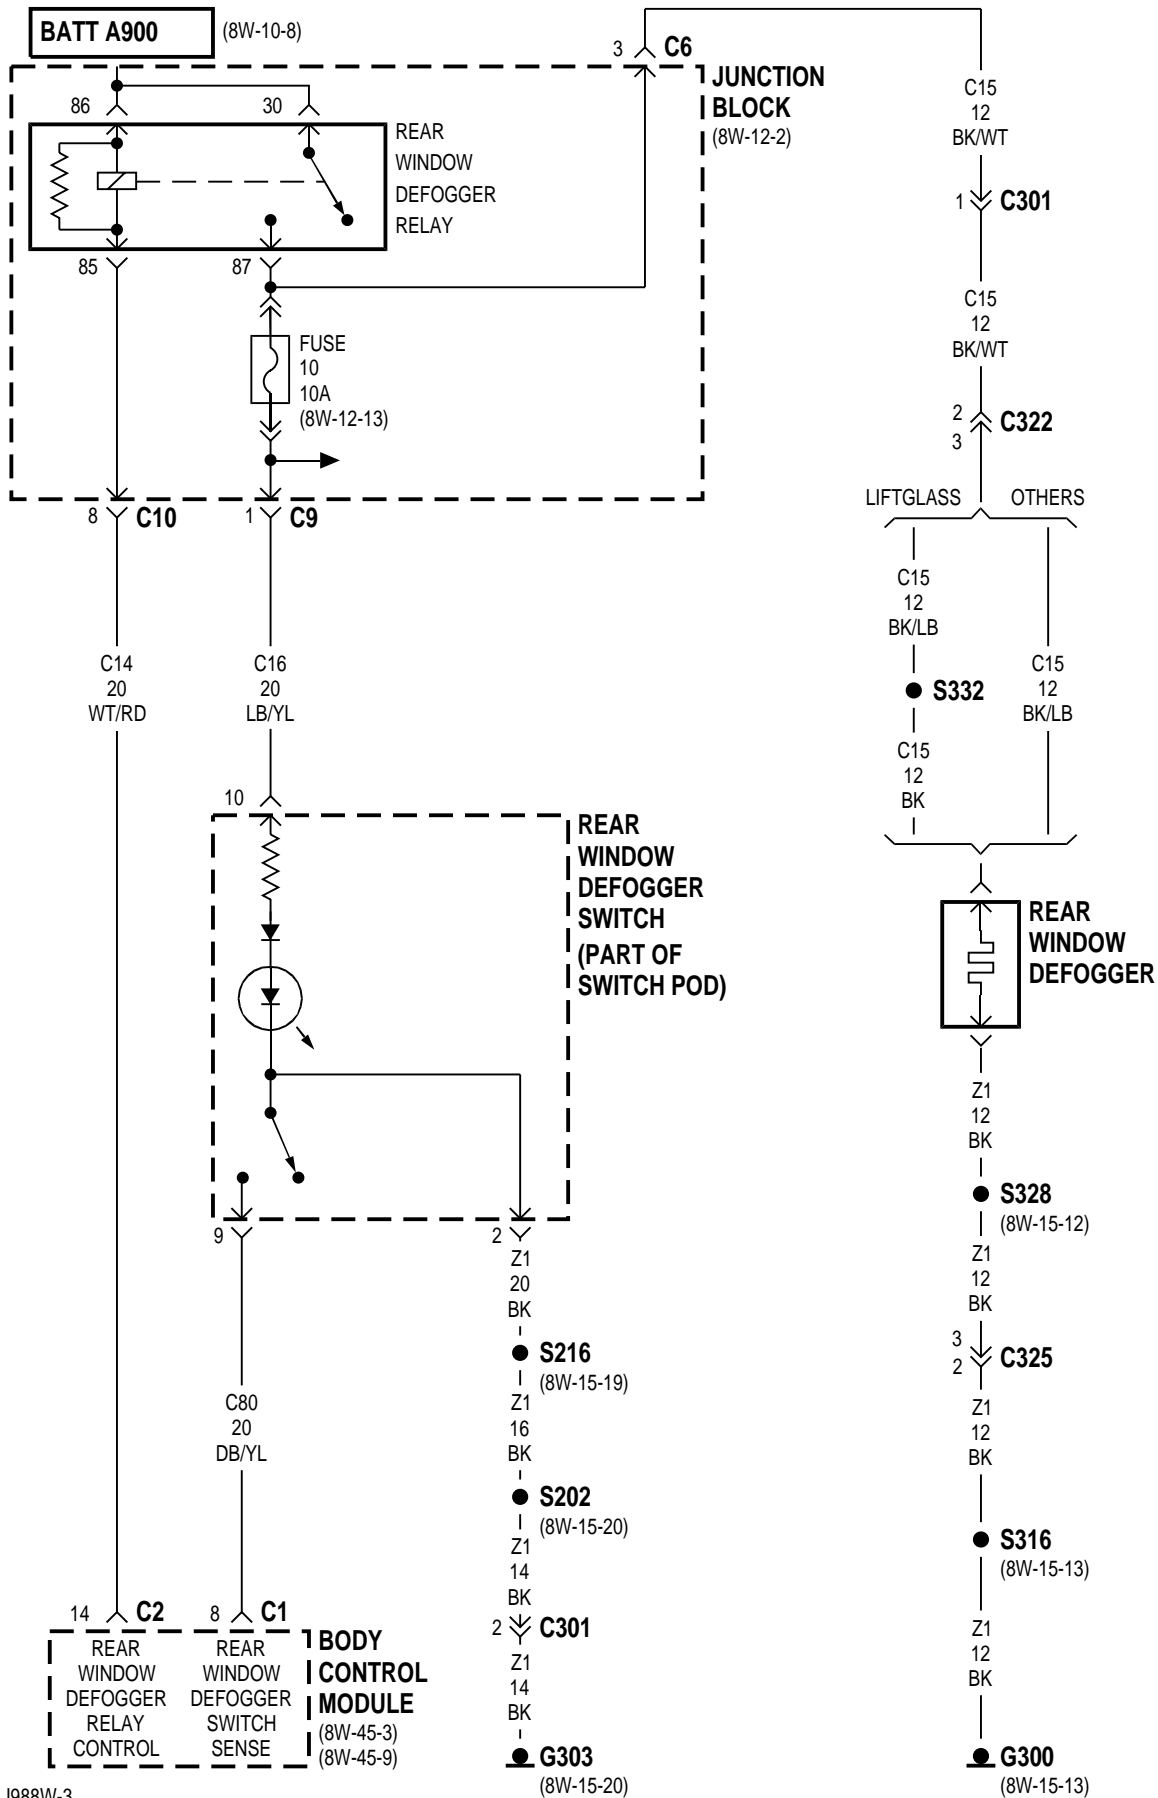 BATT A900
(8W-10-8)
3
C6
JUNCTION
BLOCK
(8W-12-2)
86
30
REAR
WINDOW
DEFOGGER
RELAY
85
87
FUSE
10
10A
(8W-12-13)
8
C10
1
C9
C15
12
BK/WT
1
C301
C15
12
BK/WT
2
3
C322
LIFTGLASS
OTHERS
C15
12
BK/LB
S332
C15
12
BK
C15
12
BK/LB
C14
20
WT/RD
C16
20
LB/YL
10
REAR
WINDOW
DEFOGGER
SWITCH
(PART OF
SWITCH POD)
REAR
WINDOW
DEFOGGER
9
2
Z1
20
BK
S216
(8W-15-19)
Z1
16
BK
S202
(8W-15-20)
Z1
14
BK
2
C301
Z1
14
BK
G303
(8W-15-20)
Z1
12
BK
S328
(8W-15-12)
Z1
12
BK
3
2
C325
Z1
12
BK
S316
(8W-15-13)
Z1
12
BK
G300
(8W-15-13)
C80
20
DB/YL
14
C2
8
C1
REAR
WINDOW
DEFOGGER
RELAY
CONTROL
REAR
WINDOW
DEFOGGER
SWITCH
SENSE
BODY
CONTROL
MODULE
(8W-45-3)
(8W-45-9)
J988W-3